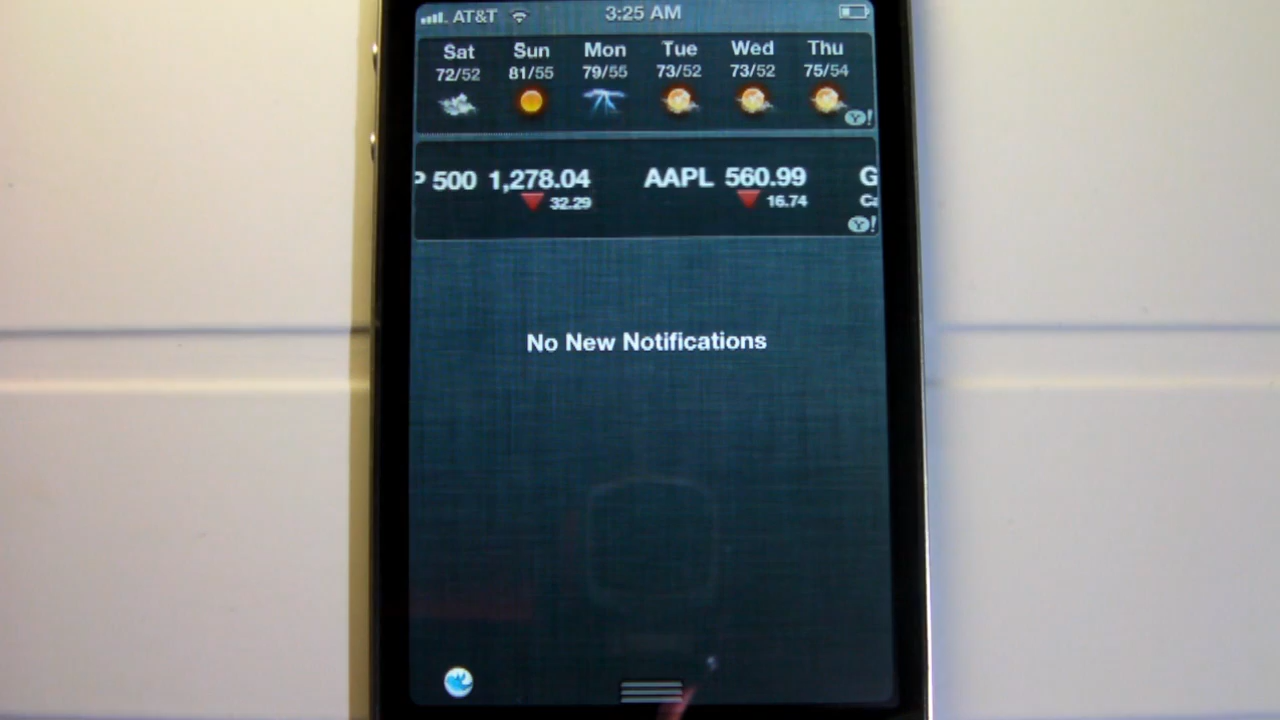 AT&T 3:25 AM
Sat Sun Mon Tue Wed Thu
72/52 81/55 79/55 73/52 73/52 75/54
Y!
P 500 1,278.04 AAPL 560.99 G
32.29 16.74 Ca
Y!
No New Notifications